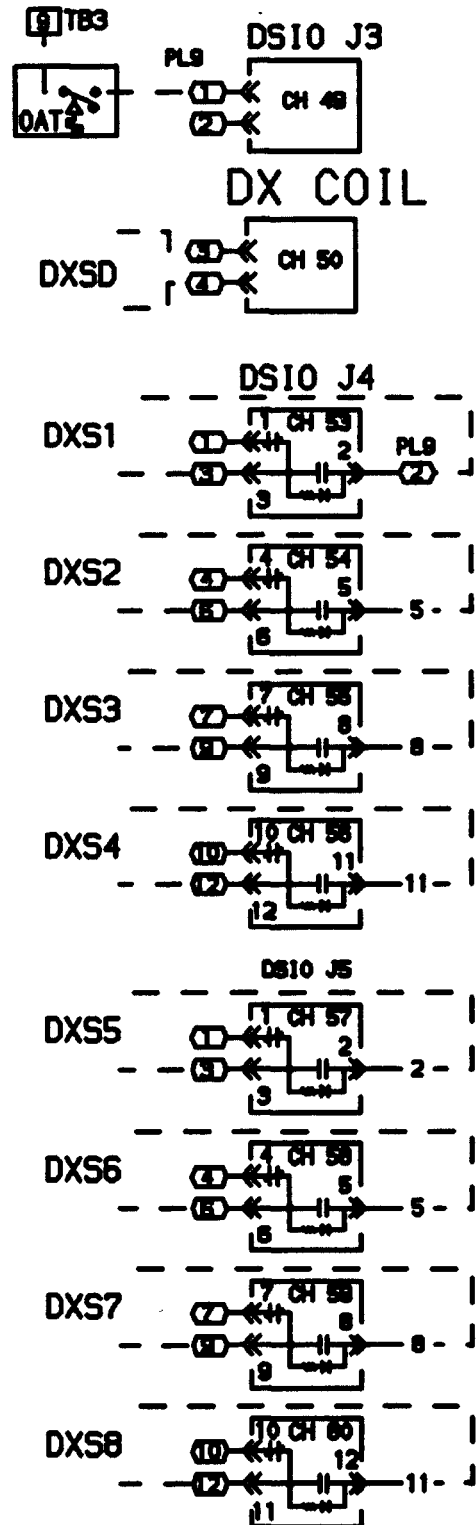 9 TB3
PL9 DSIO J3
1 CH 49
OAT
2
DX COIL
DXSD 3 CH 50
4
DSIO J4
DXS1 1 1 CH 53 2 PL9
3 3 2
DXS2 4 4 CH 54 5
6 5
6
DXS3 7 7 CH 55 8
9 8
9
DXS4 10 10 CH 56 11
12 11
12
DSIO J5
DXS5 1 1 CH 57 2
3 2
3
DXS6 4 4 CH 58 5
6 5
6
DXS7 7 7 CH 59 8
9 8
9
DXS8 10 10 CH 60 12
12 11
11